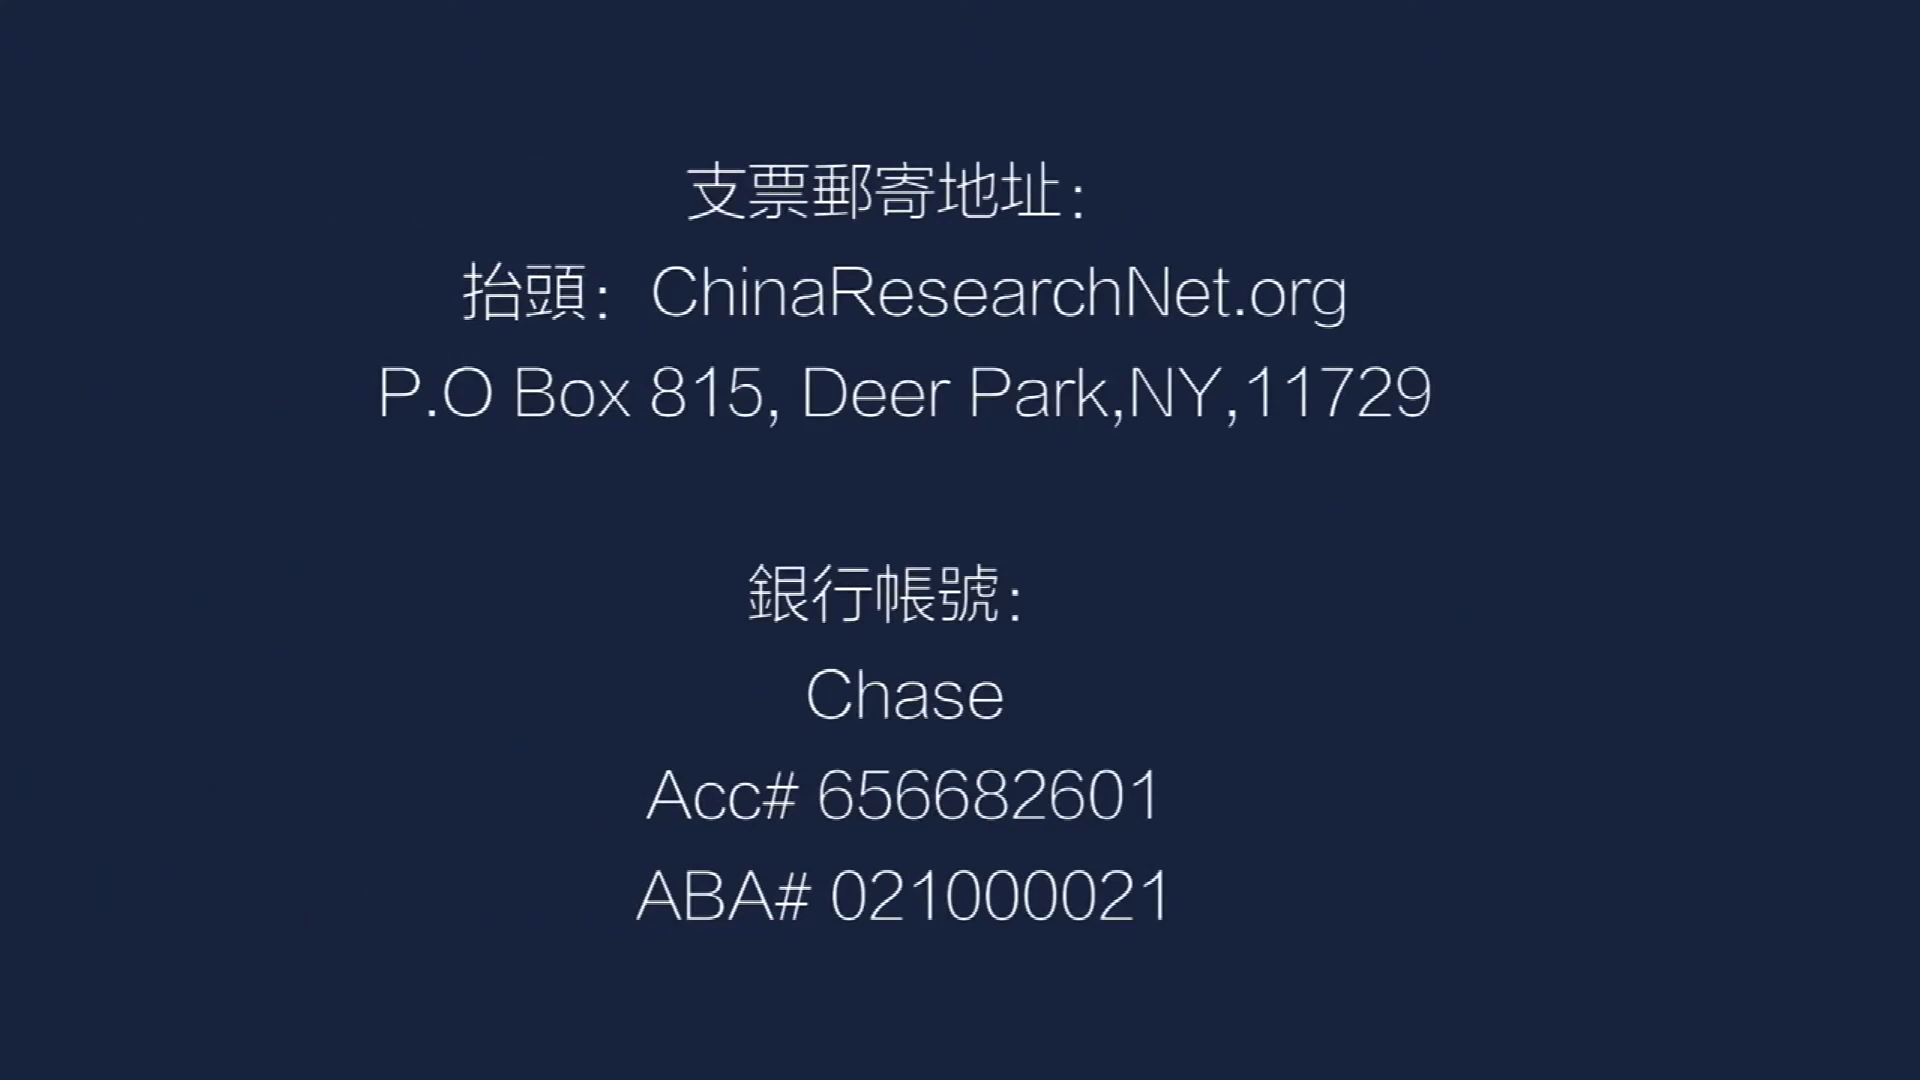 支票郵寄地址:
抬頭: ChinaResearchNet.org
P.O Box 815, Deer Park,NY,11729
銀行帳號:
Chase
Acc# 656682601
ABA# 021000021